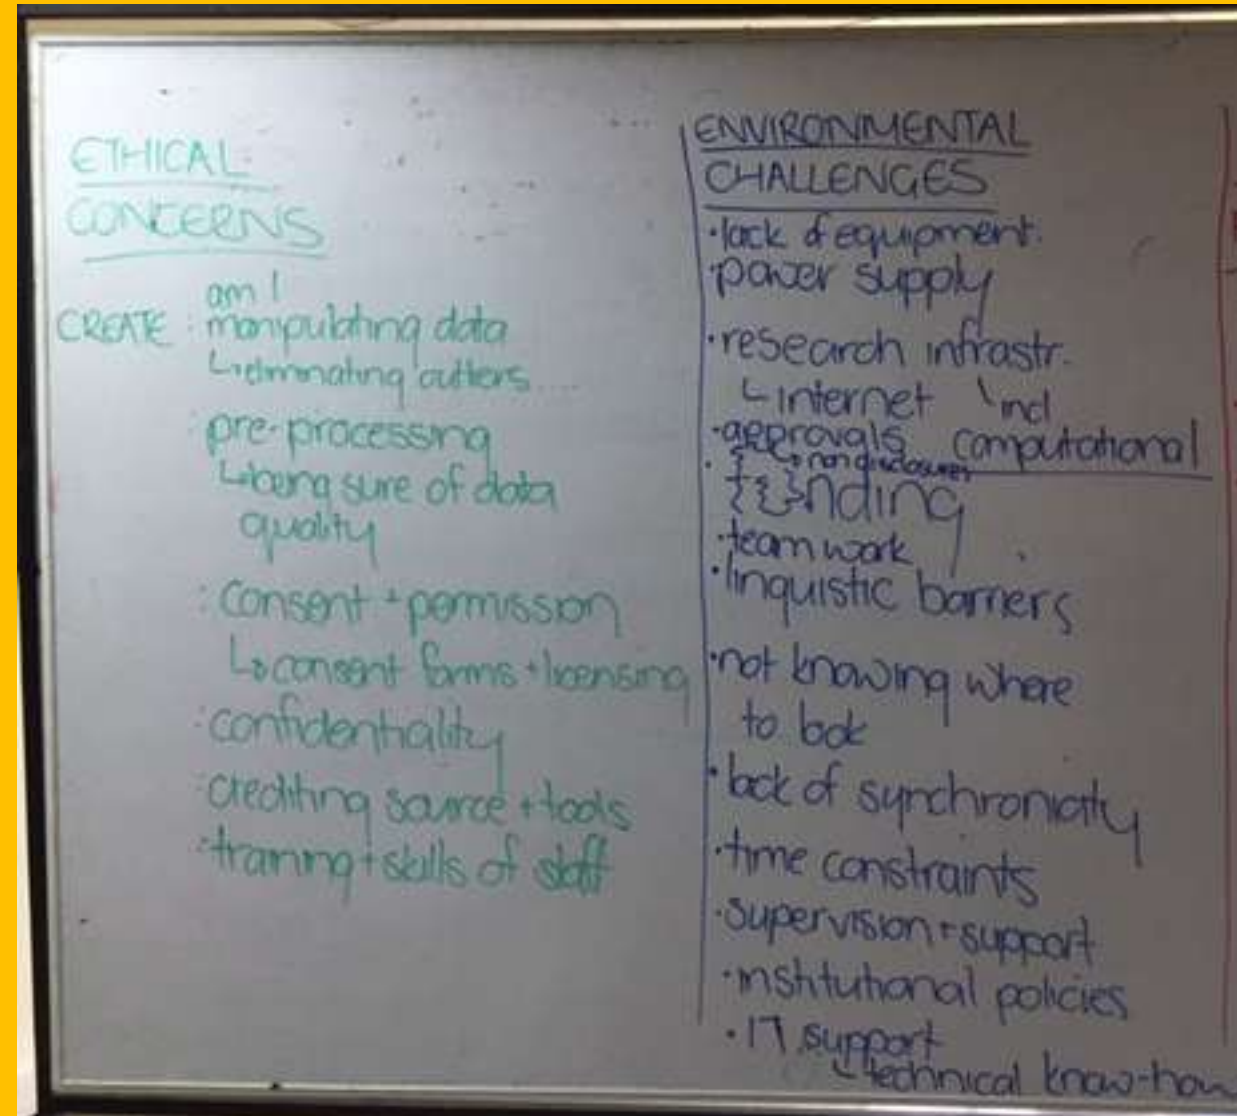 ETHICAL
CONCERNS
am I
CREATE : manipulating data
↳ eliminating outliers
: pre-processing
↳ being sure of data
quality
: consent + permission
↳ consent forms + licensing
: confidentiality
: crediting source + tools
: training + skills of staff
ENVIRONMENTAL
CHALLENGES
• lack of equipment.
• power supply
• research infrastr.
↳ internet incl
• approvals computational
↳ non disclosures
• f{{}}nding
• team work
• linguistic barriers
• not knowing where
to look
• lack of synchronicity
• time constraints
• supervision + support
• institutional policies
• IT support
↳ technical know-how